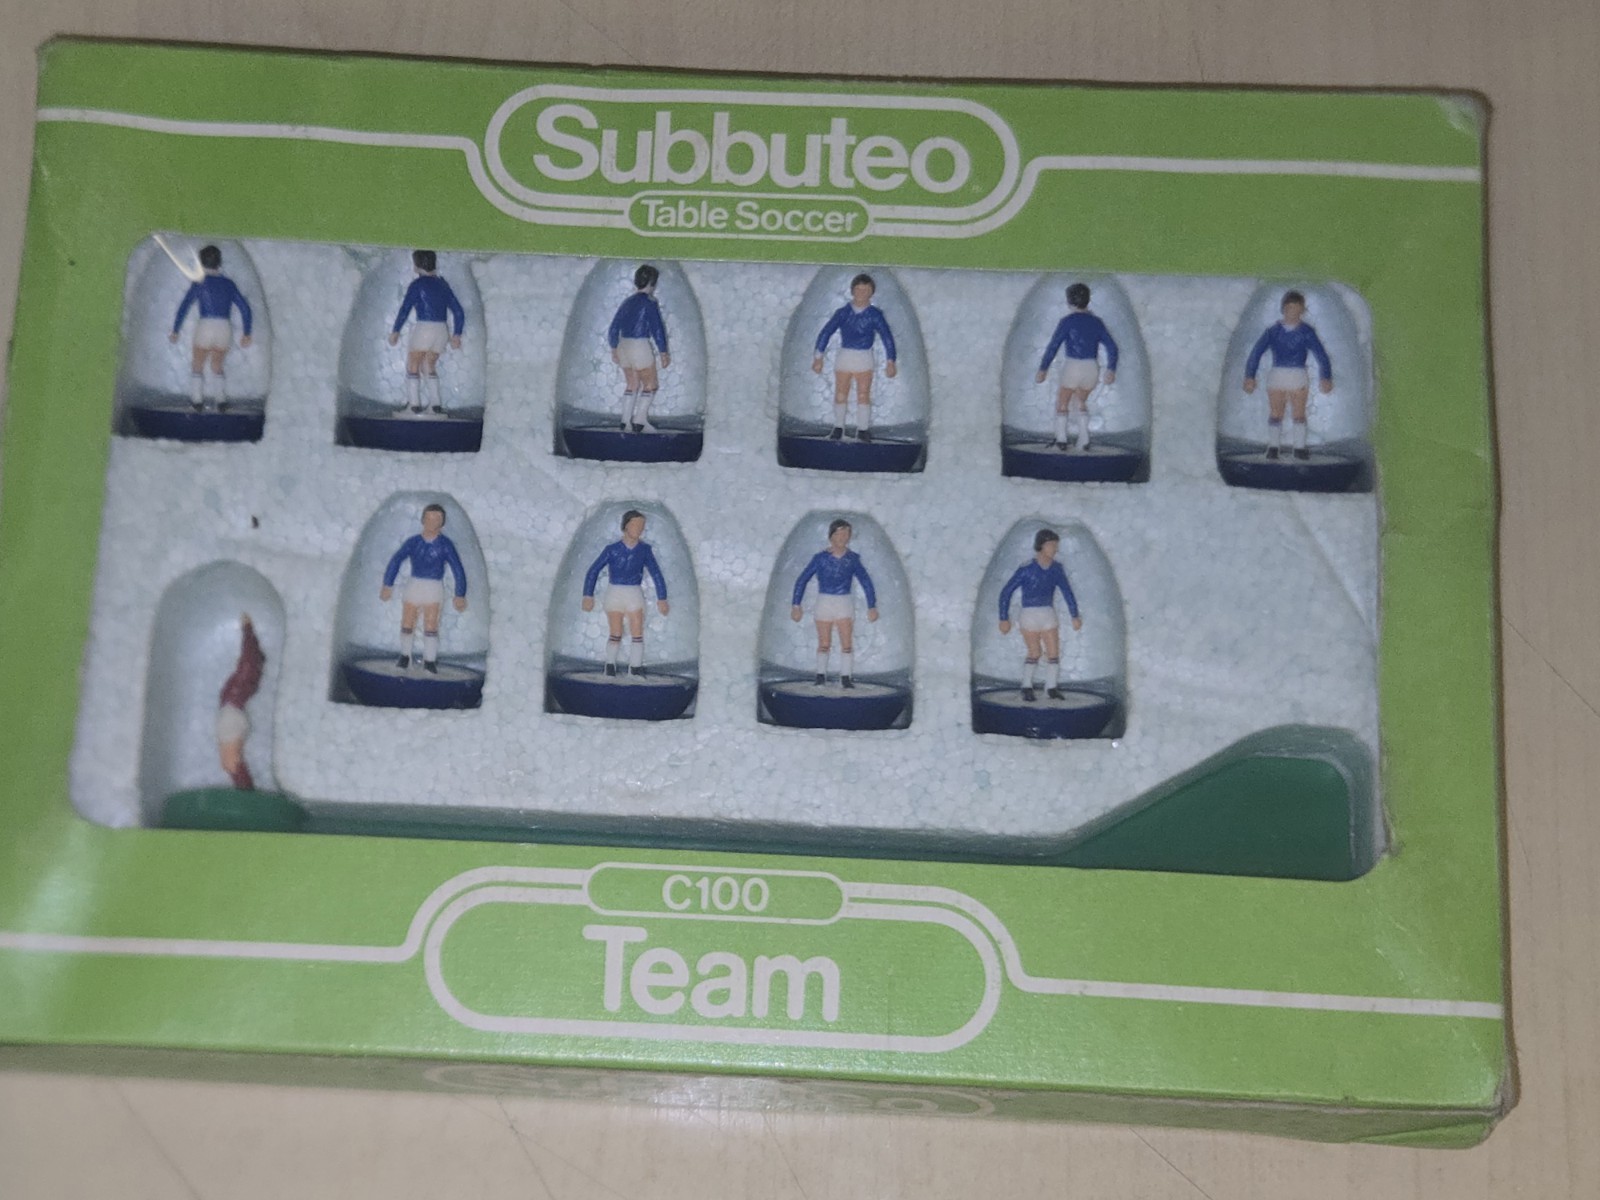 Subbuteo
Table Soccer
C100
Team